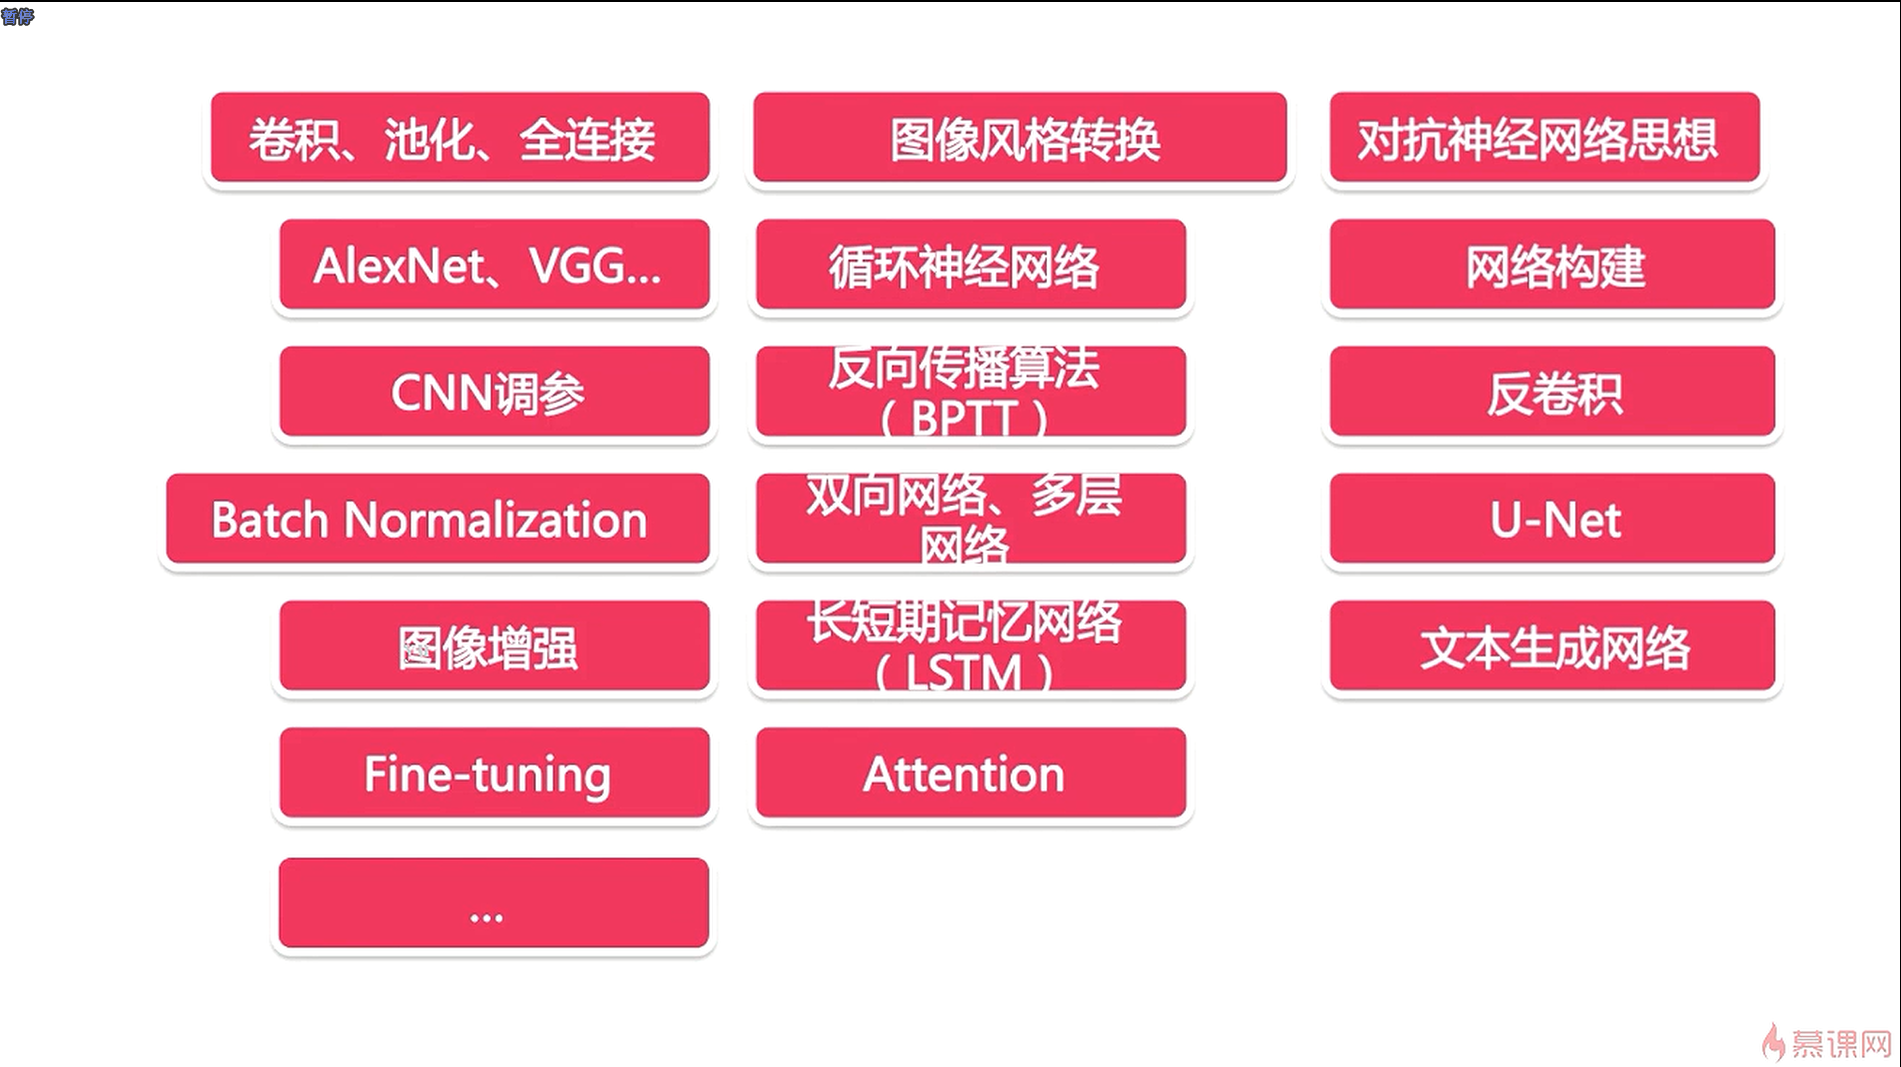 暂停
卷积、池化、全连接
AlexNet、VGG...
CNN调参
Batch Normalization
图像增强
Fine-tuning
...
图像风格转换
循环神经网络
反向传播算法
（BPTT）
双向网络、多层
网络
长短期记忆网络
（LSTM）
Attention
对抗神经网络思想
网络构建
反卷积
U-Net
文本生成网络
慕课网